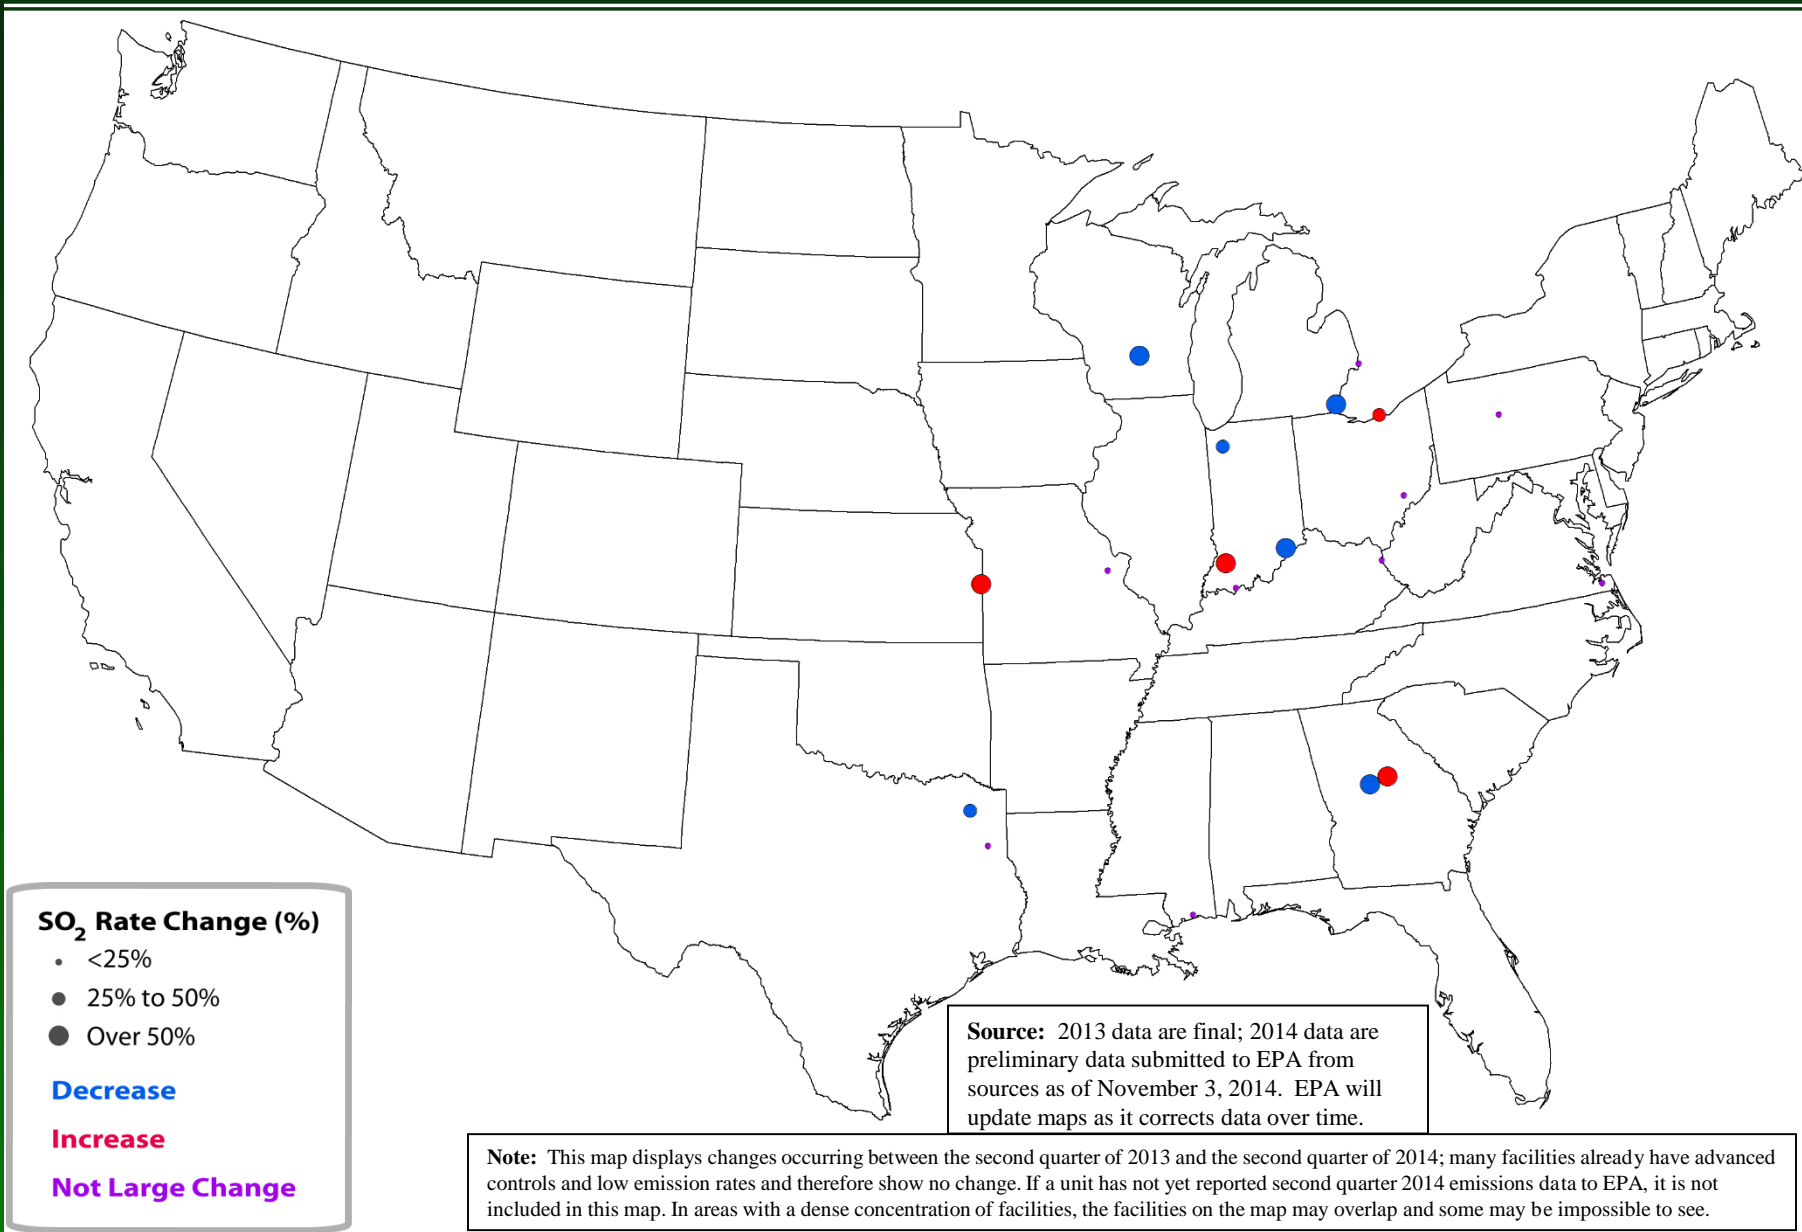 SO2 Rate Change (%)
<25%
25% to 50%
Over 50%
Decrease
Increase
Not Large Change
Source: 2013 data are final; 2014 data are
preliminary data submitted to EPA from
sources as of November 3, 2014. EPA will
update maps as it corrects data over time.
Note: This map displays changes occurring between the second quarter of 2013 and the second quarter of 2014; many facilities already have advanced
controls and low emission rates and therefore show no change. If a unit has not yet reported second quarter 2014 emissions data to EPA, it is not
included in this map. In areas with a dense concentration of facilities, the facilities on the map may overlap and some may be impossible to see.